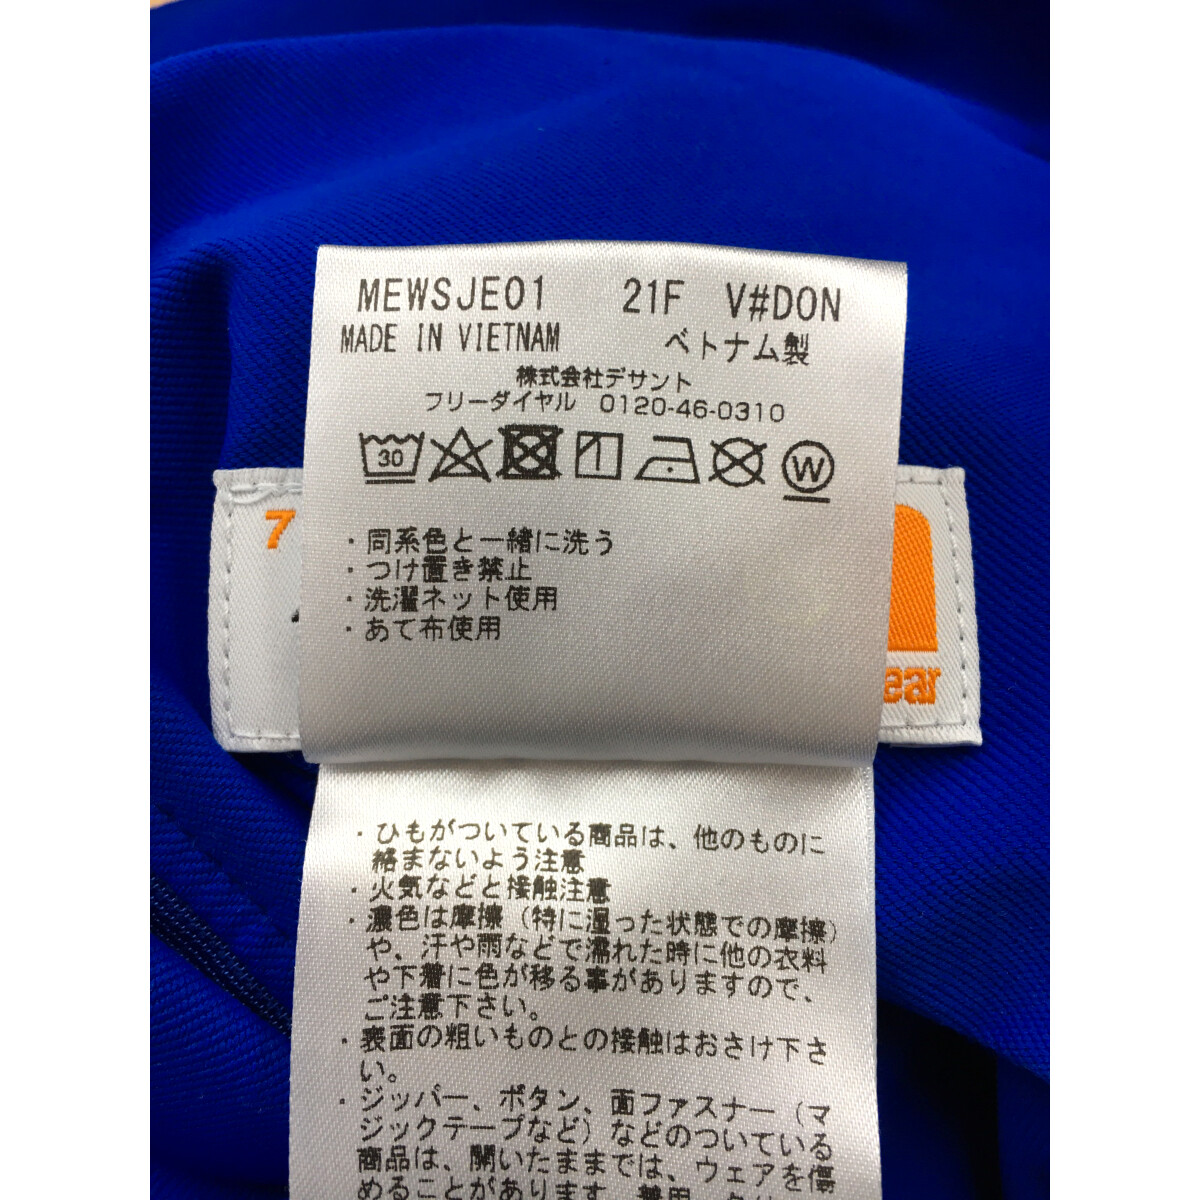 MEWSJE01 21F V#DON
MADE IN VIETNAM ベトナム製
株式会社デサント
フリーダイヤル 0120-46-0310
30
W
7
・同系色と一緒に洗う
・つけ置き禁止
・洗濯ネット使用
・あて布使用
ear
・ひもがついている商品は、他のものに
絡まないよう注意
・火気などと接触注意
・濃色は摩擦（特に湿った状態での摩擦）
や、汗や雨などで濡れた時に他の衣料
や下着に色が移る事がありますので、
ご注意下さい。
・表面の粗いものとの接触はおさけ下さ
い。
・ジッパー、ボタン、面ファスナー（マ
ジックテープなど）などのついている
商品は、開いたままでは、ウェアを傷
めることがあります。着用、